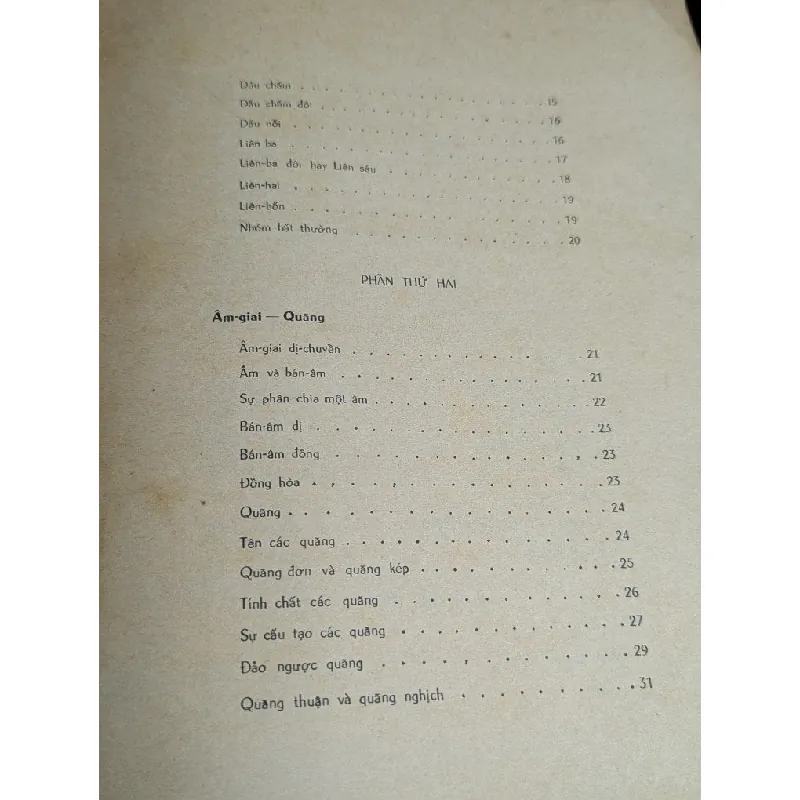 Dấu chấm . . . . . . . . . . . . . . . . . 15
Dấu chấm đôi . . . . . . . . . . . . . . . . 16
Dấu nối . . . . . . . . . . . . . . . . . 16
Liên ba . . . . . . . . . . . . . . . . . 17
Liên-ba đôi hay Liên sáu . . . . . . . . . . . 18
Liên-hai . . . . . . . . . . . . . . . . . 19
Liên-bốn . . . . . . . . . . . . . . . . . 19
Nhóm bất thường . . . . . . . . . . . . . . 20
PHẦN THỨ HAI
Âm-giai — Quãng
Âm-giai dị-chuyển . . . . . . . . . . . . 21
Âm và bán-âm . . . . . . . . . . . . . . 21
Sự phân chia một âm . . . . . . . . . . . . 22
Bán-âm dị . . . . . . . . . . . . . . . . 23
Bán-âm đồng . . . . . . . . . . . . . . . 23
Đồng hòa . . . . . . . . . . . . . . . . 23
Quãng . . . . . . . . . . . . . . . . . 24
Tên các quãng . . . . . . . . . . . . . . 24
Quãng đơn và quãng kép . . . . . . . . . . . 25
Tính chất các quãng . . . . . . . . . . . . 26
Sự cấu tạo các quãng . . . . . . . . . . . . 27
Đảo ngược quãng . . . . . . . . . . . . . 29
Quãng thuận và quãng nghịch . . . . . . . . . . 31